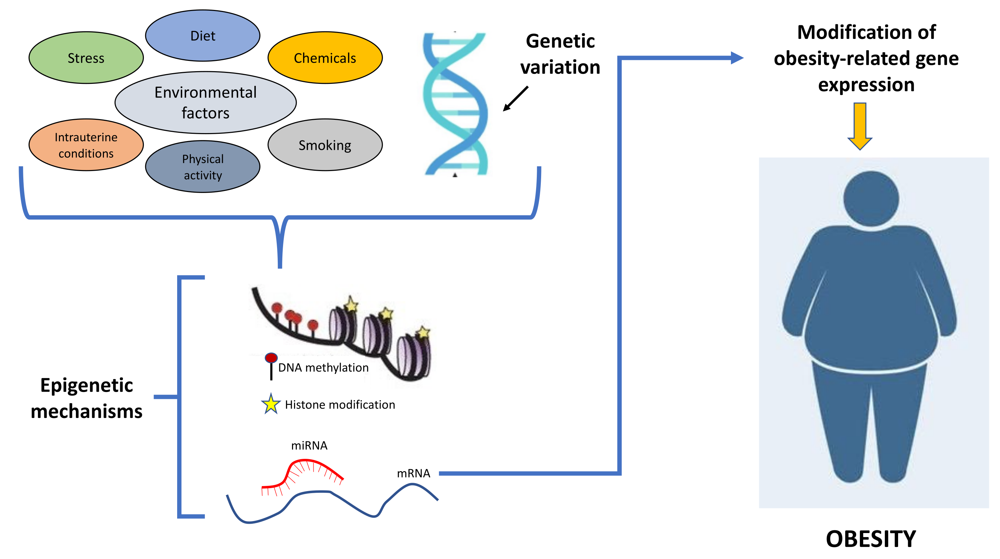 Diet
Stress
Chemicals
Environmental
factors
Intrauterine
conditions
Physical
activity
Smoking
Genetic
variation
Modification of
obesity-related gene
expression
Epigenetic
mechanisms
DNA methylation
Histone modification
miRNA
mRNA
OBESITY